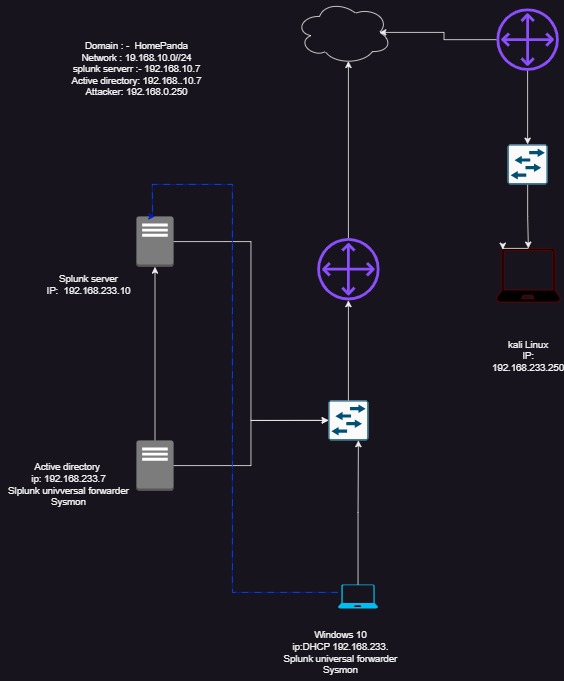 Domain : - HomePanda
Network : 19.168.10.0//24
splunk serverr :- 192.168.10.7
Active directory: 192.168..10.7
Attacker: 192.168.0.250
Splunk server
IP: 192.168.233.10
kali Linux
IP:
192.168.233.250
Active directory
ip: 192.168.233.7
Slplunk univversal forwarder
Sysmon
Windows 10
ip:DHCP 192.168.233.
Splunk universal forwarder
Sysmon